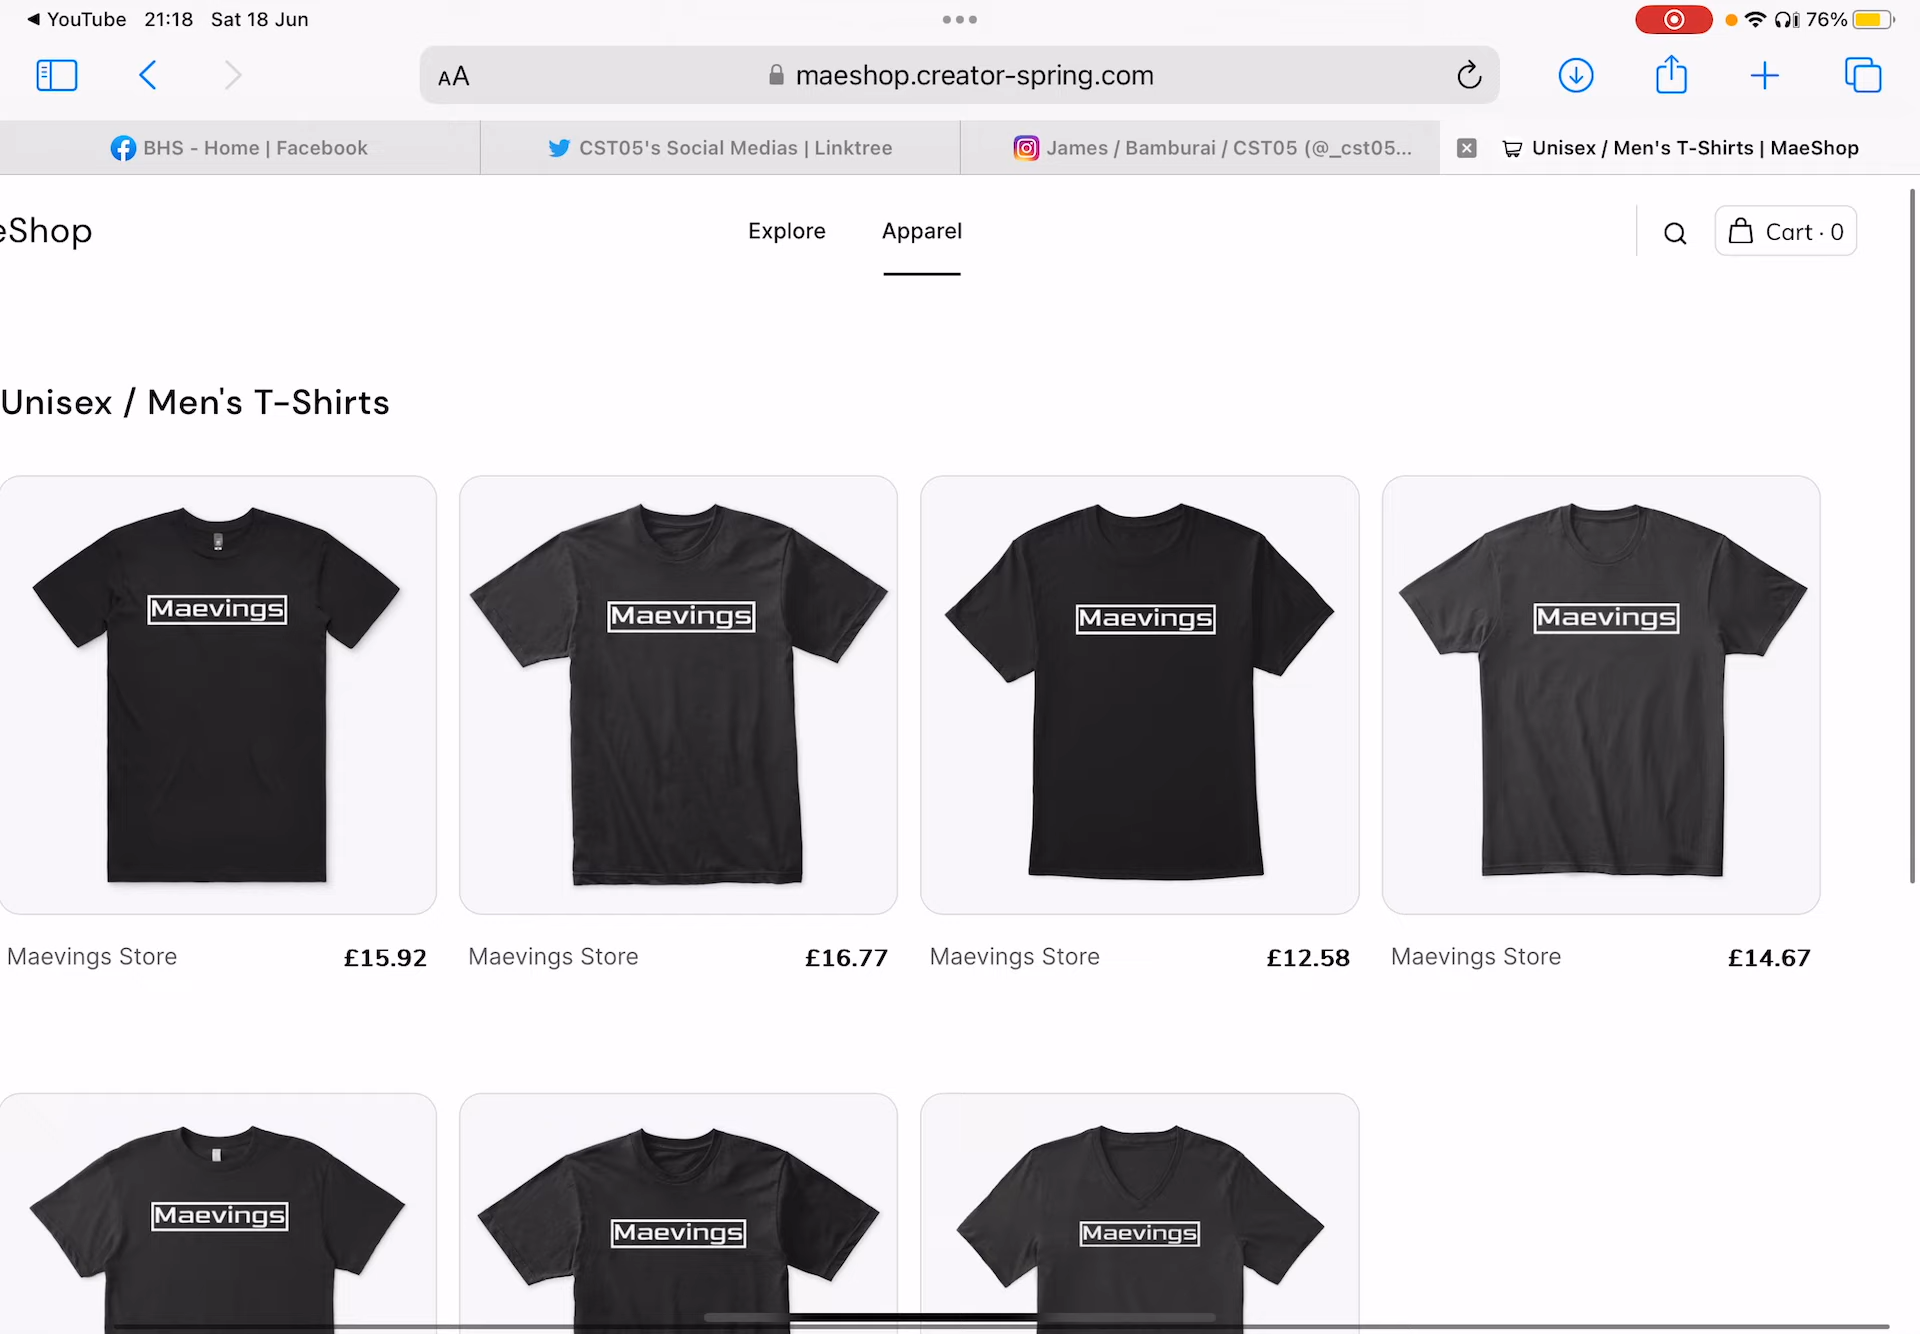 YouTube 21:18 Sat 18 Jun
76%
AA
maeshop.creator-spring.com
BHS - Home | Facebook
CST05's Social Medias | Linktree
James / Bamburai / CST05 (@_cst05...
Unisex / Men's T-Shirts | MaeShop
eShop
Explore
Apparel
Cart · 0
Unisex / Men's T-Shirts
Maevings
Maevings
Maevings
Maevings
Maevings Store £15.92
Maevings Store £16.77
Maevings Store £12.58
Maevings Store £14.67
Maevings
Maevings
Maevings